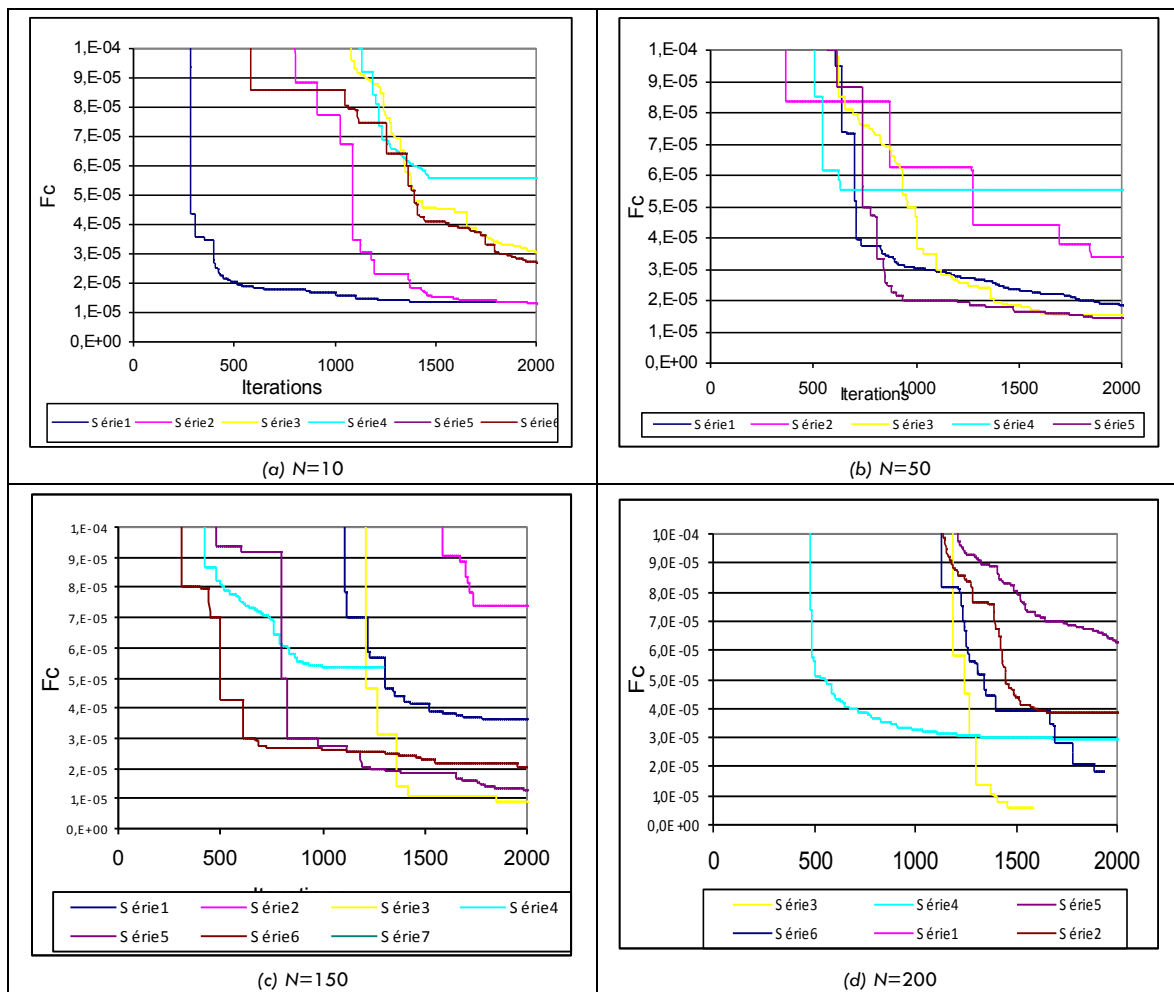 1,E-04
9,E-05
8,E-05
7,E-05
6,E-05
5,E-05
4,E-05
3,E-05
2,E-05
1,E-05
0,E+00
Fc
0 500 1000 1500 2000
Iterations
Série1 Série2 Série3 Série4 Série5 Série6
(a) N=10
1,E-04
9,E-05
8,E-05
7,E-05
6,E-05
5,E-05
4,E-05
3,E-05
2,E-05
1,E-05
0,E+00
Fc
0 500 1000 1500 2000
Iterations
Série1 Série2 Série3 Série4 Série5
(b) N=50
1,E-04
9,E-05
8,E-05
7,E-05
6,E-05
5,E-05
4,E-05
3,E-05
2,E-05
1,E-05
0,E+00
Fc
0 500 1000 1500 2000
Série1 Série2 Série3 Série4
Série5 Série6 Série7
(c) N=150
10,E-04
9,0E-05
8,0E-05
7,0E-05
6,0E-05
5,0E-05
4,0E-05
3,0E-05
2,0E-05
1,0E-05
0,0E+00
Fc
0 500 1000 1500 2000
Série3 Série4 Série5
Série6 Série1 Série2
(d) N=200